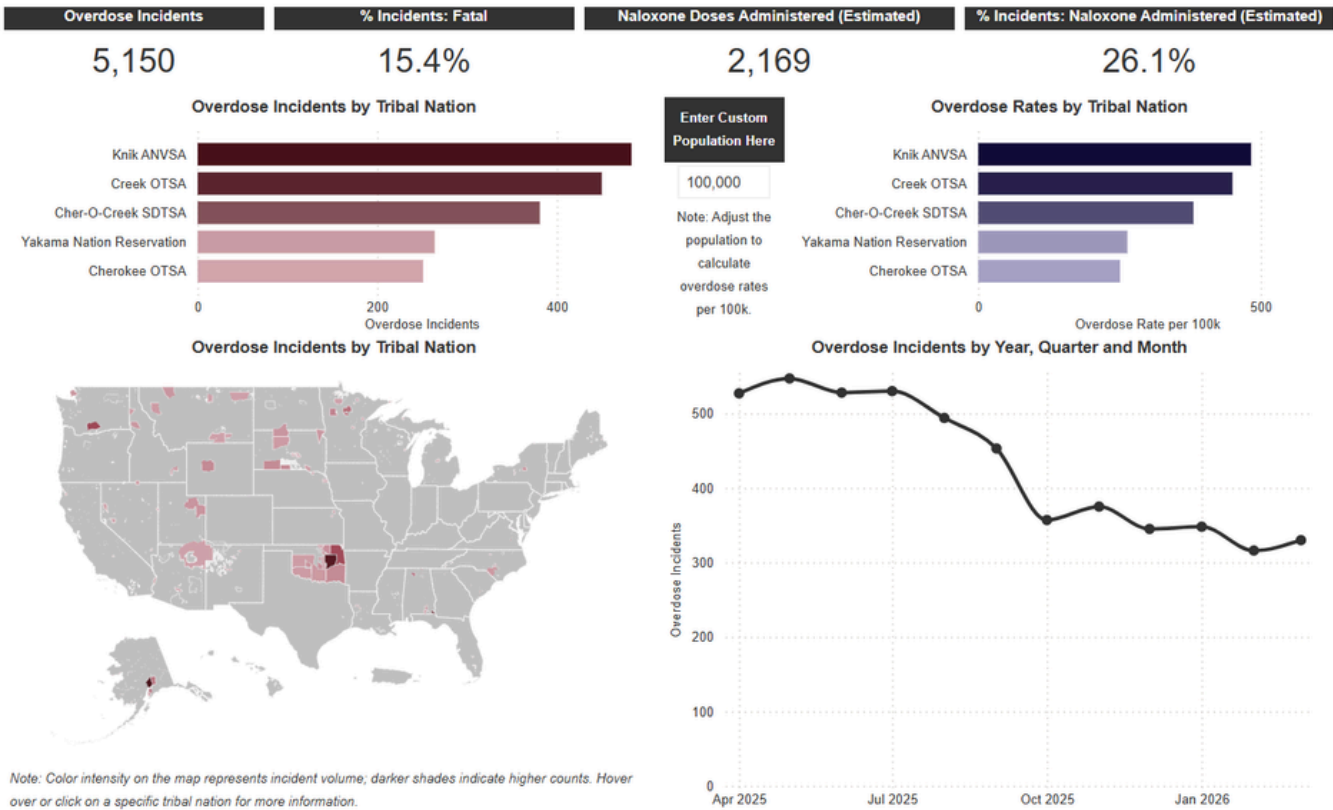 Overdose Incidents
% Incidents: Fatal
Naloxone Doses Administered (Estimated)
% Incidents: Naloxone Administered (Estimated)
5,150
15.4%
2,169
26.1%
Overdose Incidents by Tribal Nation
Knik ANVSA
Creek OTSA
Cher-O-Creek SDTSA
Yakama Nation Reservation
Cherokee OTSA
0
200
400
Overdose Incidents
Enter Custom
Population Here
100,000
Note: Adjust the
population to
calculate
overdose rates
per 100k.
Overdose Rates by Tribal Nation
Knik ANVSA
Creek OTSA
Cher-O-Creek SDTSA
Yakama Nation Reservation
Cherokee OTSA
0
500
Overdose Rate per 100k
Overdose Incidents by Tribal Nation
Note: Color intensity on the map represents incident volume; darker shades indicate higher counts. Hover
over or click on a specific tribal nation for more information.
Overdose Incidents by Year, Quarter and Month
Overdose Incidents
500
400
300
200
100
0
Apr 2025
Jul 2025
Oct 2025
Jan 2026